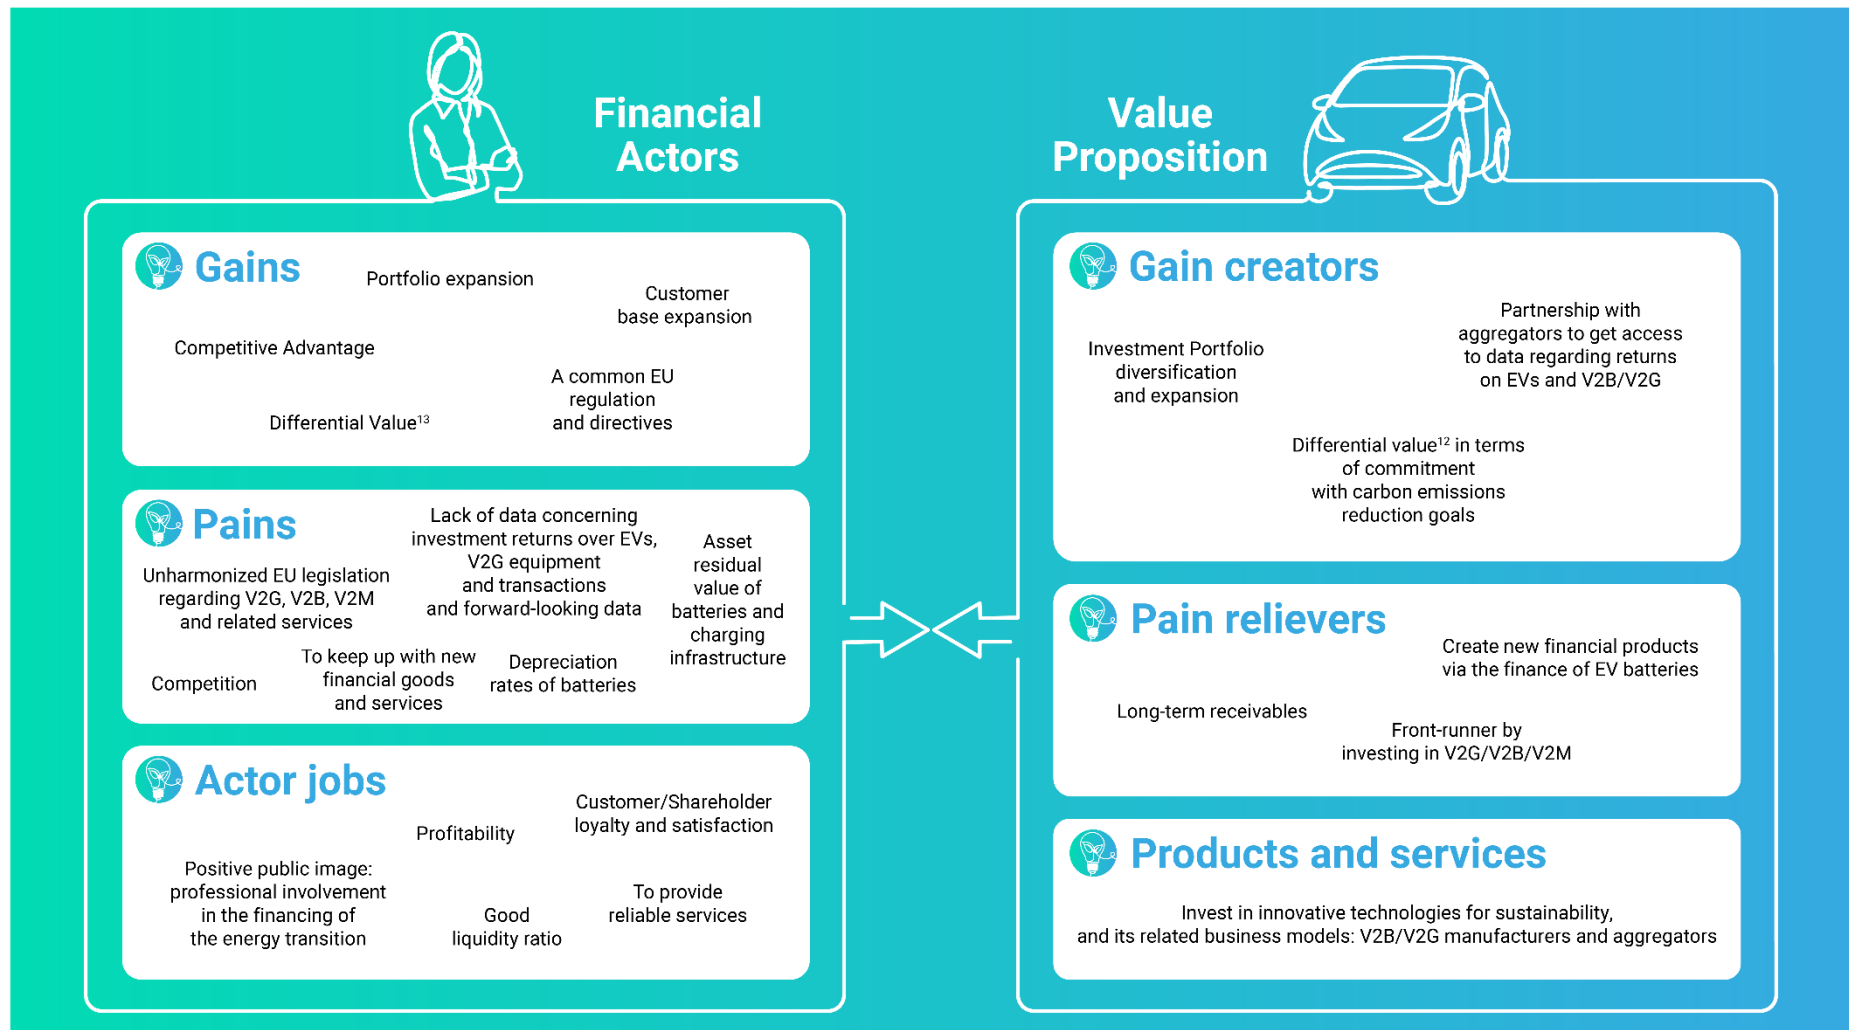 Financial
Actors
Gains
Portfolio expansion
Customer
base expansion
Competitive Advantage
A common EU
regulation
and directives
Differential Value¹³
Pains
Lack of data concerning
investment returns over EVs,
V2G equipment
and transactions
and forward-looking data
Asset
residual
value of
batteries and
charging
infrastructure
Unharmonized EU legislation
regarding V2G, V2B, V2M
and related services
Competition
To keep up with new
financial goods
and services
Depreciation
rates of batteries
Actor jobs
Customer/Shareholder
loyalty and satisfaction
Profitability
Positive public image:
professional involvement
in the financing of
the energy transition
Good
liquidity ratio
To provide
reliable services
Value
Proposition
Gain creators
Partnership with
aggregators to get access
to data regarding returns
on EVs and V2B/V2G
Investment Portfolio
diversification
and expansion
Differential value¹² in terms
of commitment
with carbon emissions
reduction goals
Pain relievers
Create new financial products
via the finance of EV batteries
Long-term receivables
Front-runner by
investing in V2G/V2B/V2M
Products and services
Invest in innovative technologies for sustainability,
and its related business models: V2B/V2G manufacturers and aggregators